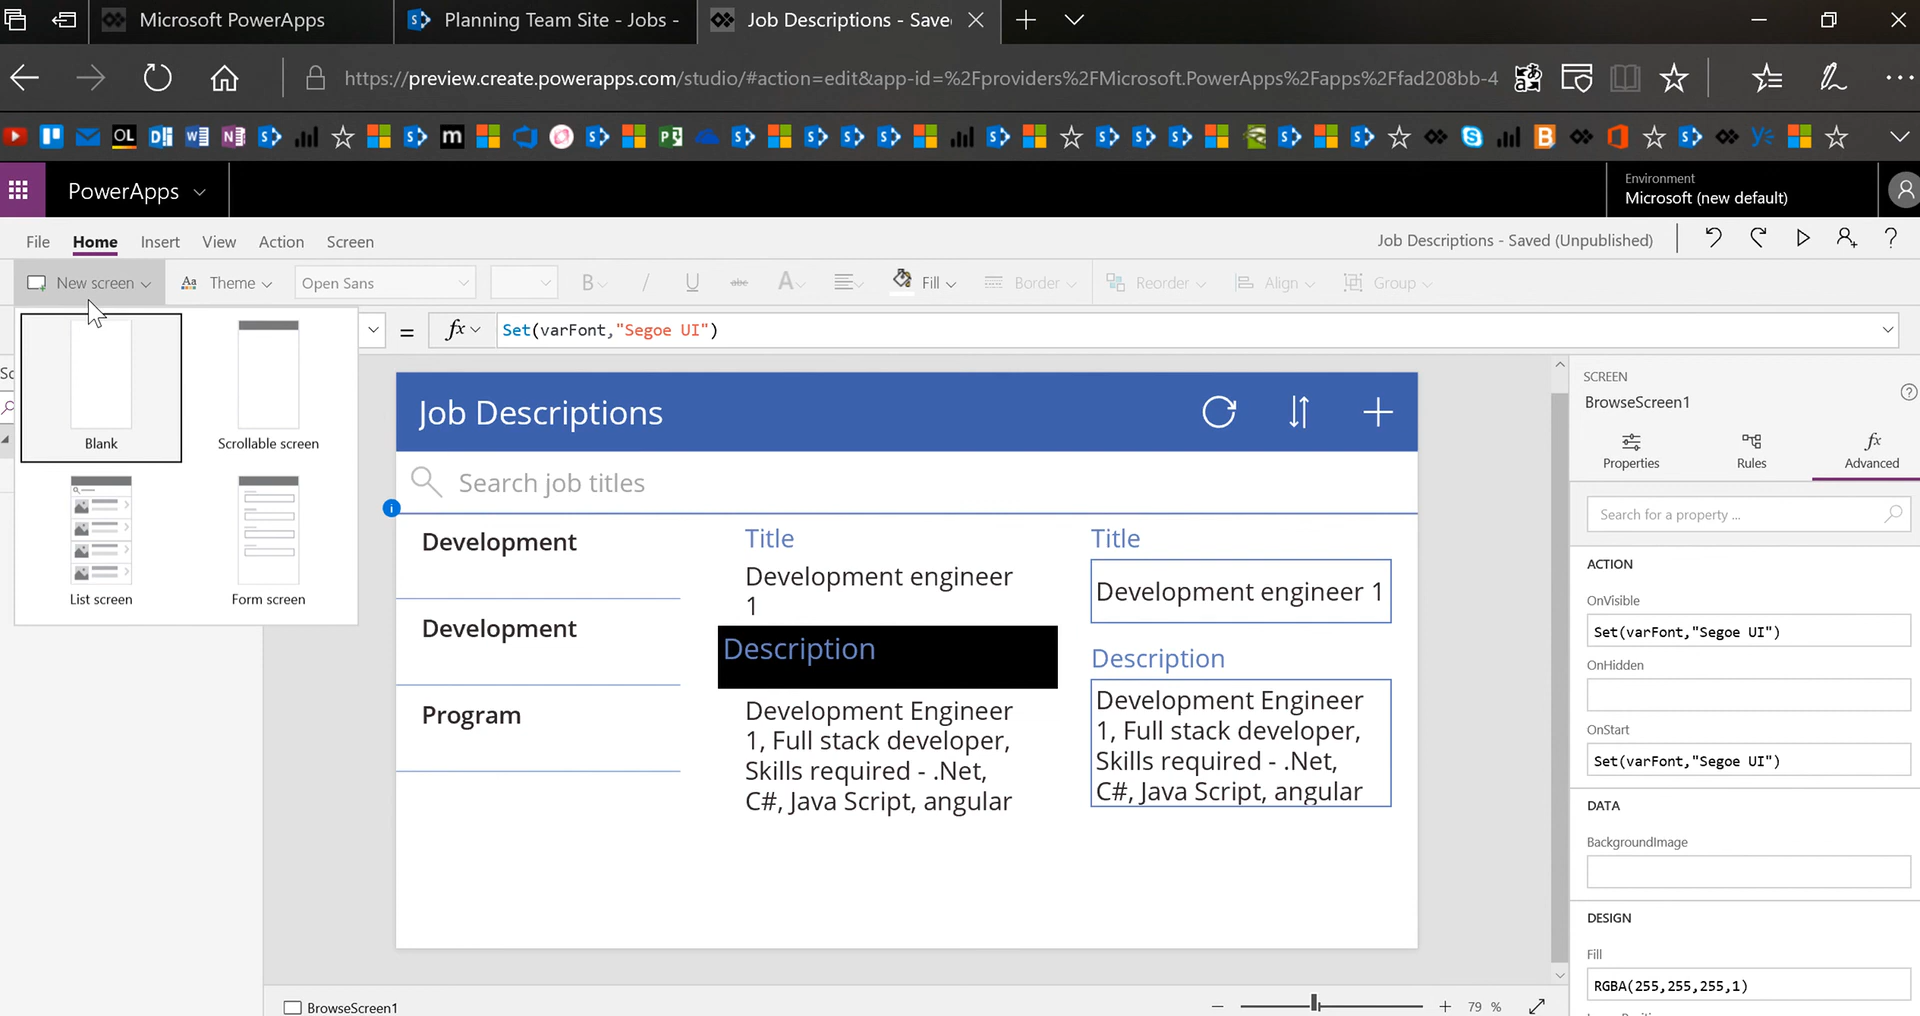 Microsoft PowerApps
Planning Team Site - Jobs -
Job Descriptions - Save
https://preview.create.powerapps.com/studio/#action=edit&app-id=%2Fproviders%2FMicrosoft.PowerApps%2Fapps%2Ffad208bb-4
OL
m
PowerApps
Environment
Microsoft (new default)
File
Home
Insert
View
Action
Screen
Job Descriptions - Saved (Unpublished)
?
New screen
Aa
Theme
Open Sans
B
/
U
abc
A
Fill
Border
Reorder
Align
Group
=
fx
Set(varFont,"Segoe UI")
Sc
Blank
Scrollable screen
List screen
Form screen
Job Descriptions
Search job titles
i
Development
Development
Program
Title
Development engineer
1
Description
Development Engineer
1, Full stack developer,
Skills required - .Net,
C#, Java Script, angular
Title
Development engineer 1
Description
Development Engineer
1, Full stack developer,
Skills required - .Net,
C#, Java Script, angular
SCREEN
BrowseScreen1
?
Properties
Rules
fx
Advanced
Search for a property ...
ACTION
OnVisible
Set(varFont,"Segoe UI")
OnHidden
OnStart
Set(varFont,"Segoe UI")
DATA
BackgroundImage
DESIGN
Fill
RGBA(255,255,255,1)
BrowseScreen1
79 %